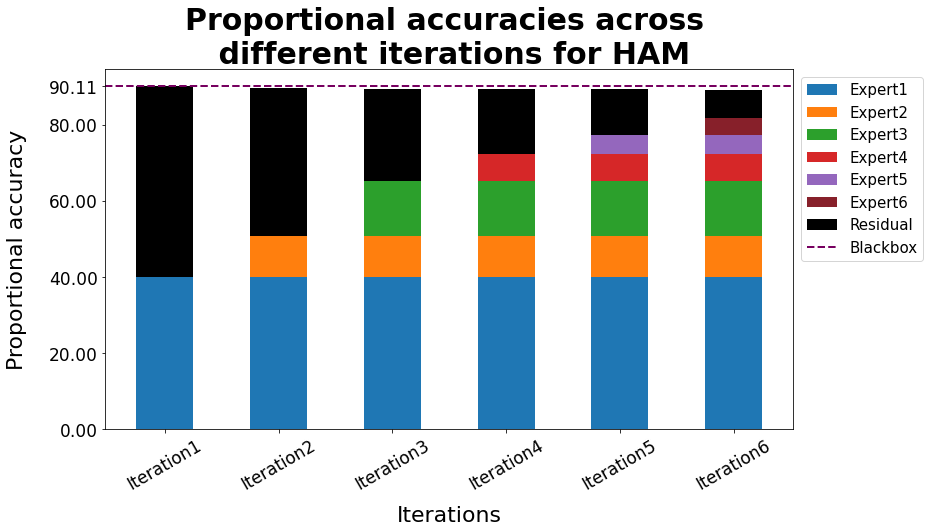 Proportional accuracies across
different iterations for HAM
90.11
80.00
60.00
40.00
20.00
0.00
Proportional accuracy
Iteration1
Iteration2
Iteration3
Iteration4
Iteration5
Iteration6
Iterations
Expert1
Expert2
Expert3
Expert4
Expert5
Expert6
Residual
Blackbox